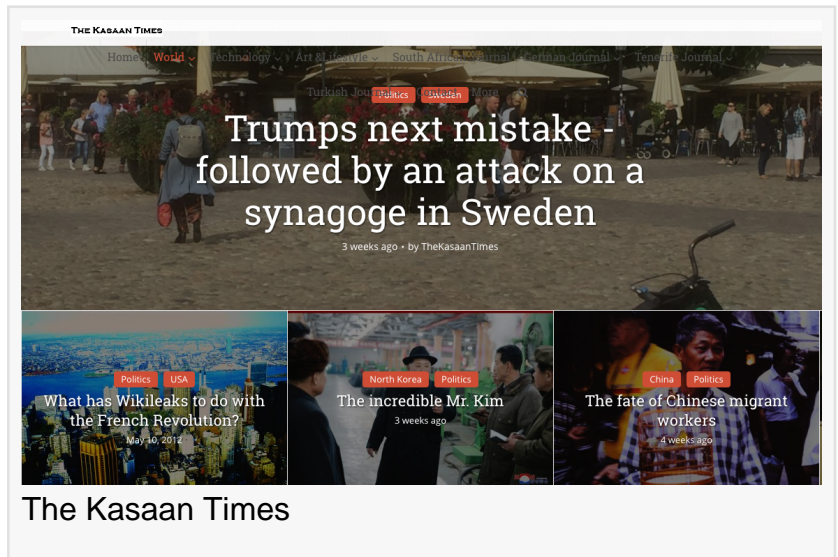 The Kasaan Times
Home World Technology Art & Lifestyle South African Journal German Journal Tenerife Journal
Turkish Journal More
Politics Sweden
Trumps next mistake -
followed by an attack on a
synagoge in Sweden
3 weeks ago • by TheKasaanTimes
Politics USA
What has Wikileaks to do with
the French Revolution?
May 10, 2012
North Korea Politics
The incredible Mr. Kim
3 weeks ago
China Politics
The fate of Chinese migrant
workers
4 weeks ago
The Kasaan Times